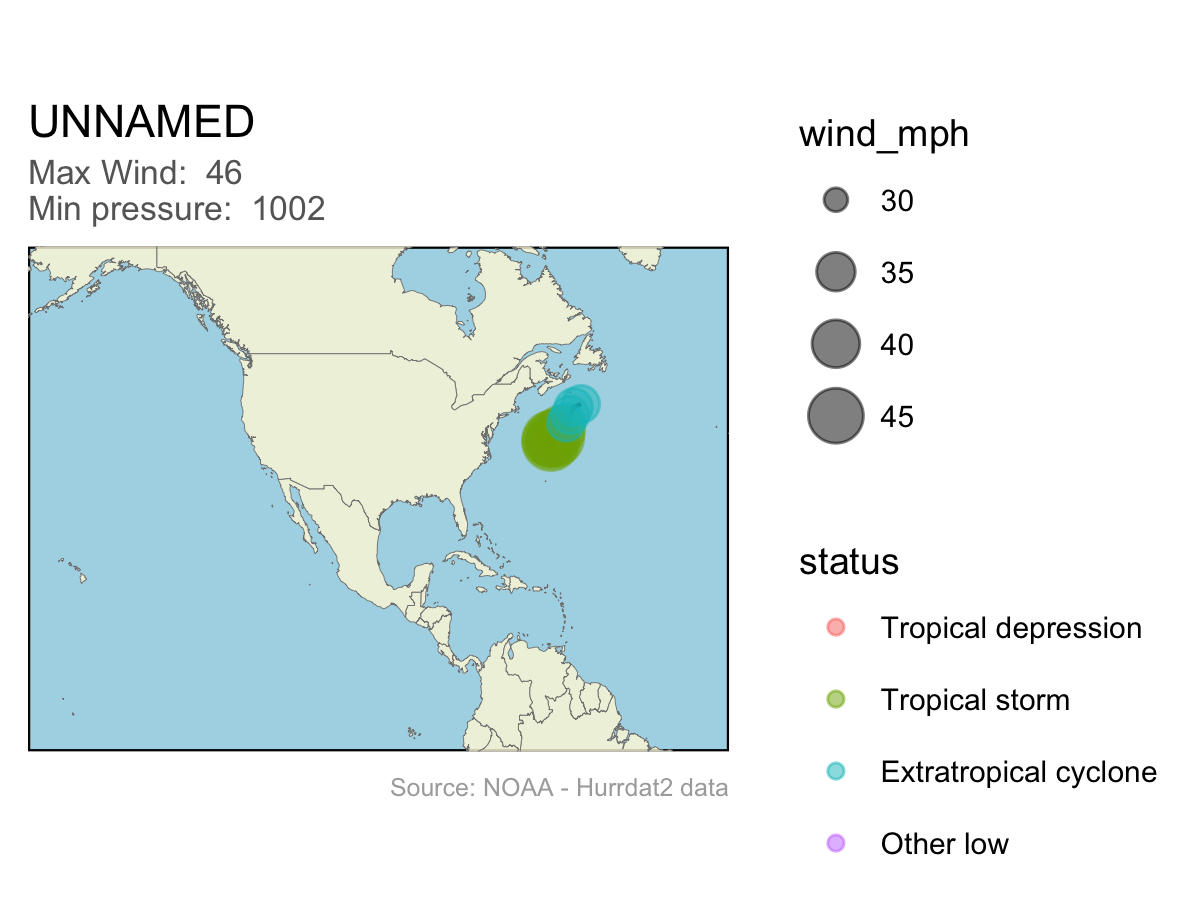 UNNAMED
Max Wind:  46
Min pressure:  1002
wind_mph
30
35
40
45
status
Tropical depression
Tropical storm
Extratropical cyclone
Other low
Source: NOAA - Hurrdat2 data